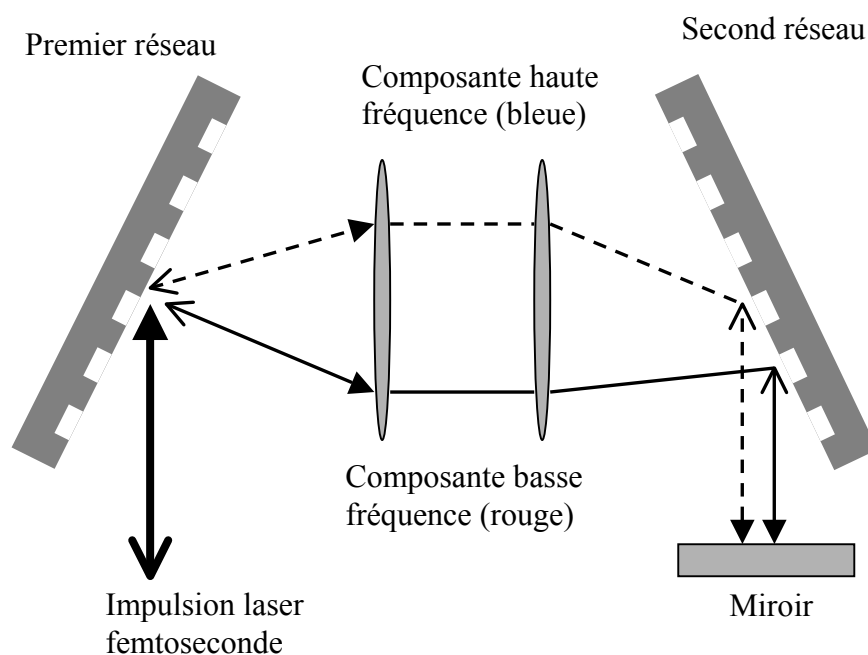 Premier réseau
Second réseau
Composante haute
fréquence (bleue)
Composante basse
fréquence (rouge)
Impulsion laser
femtoseconde
Miroir